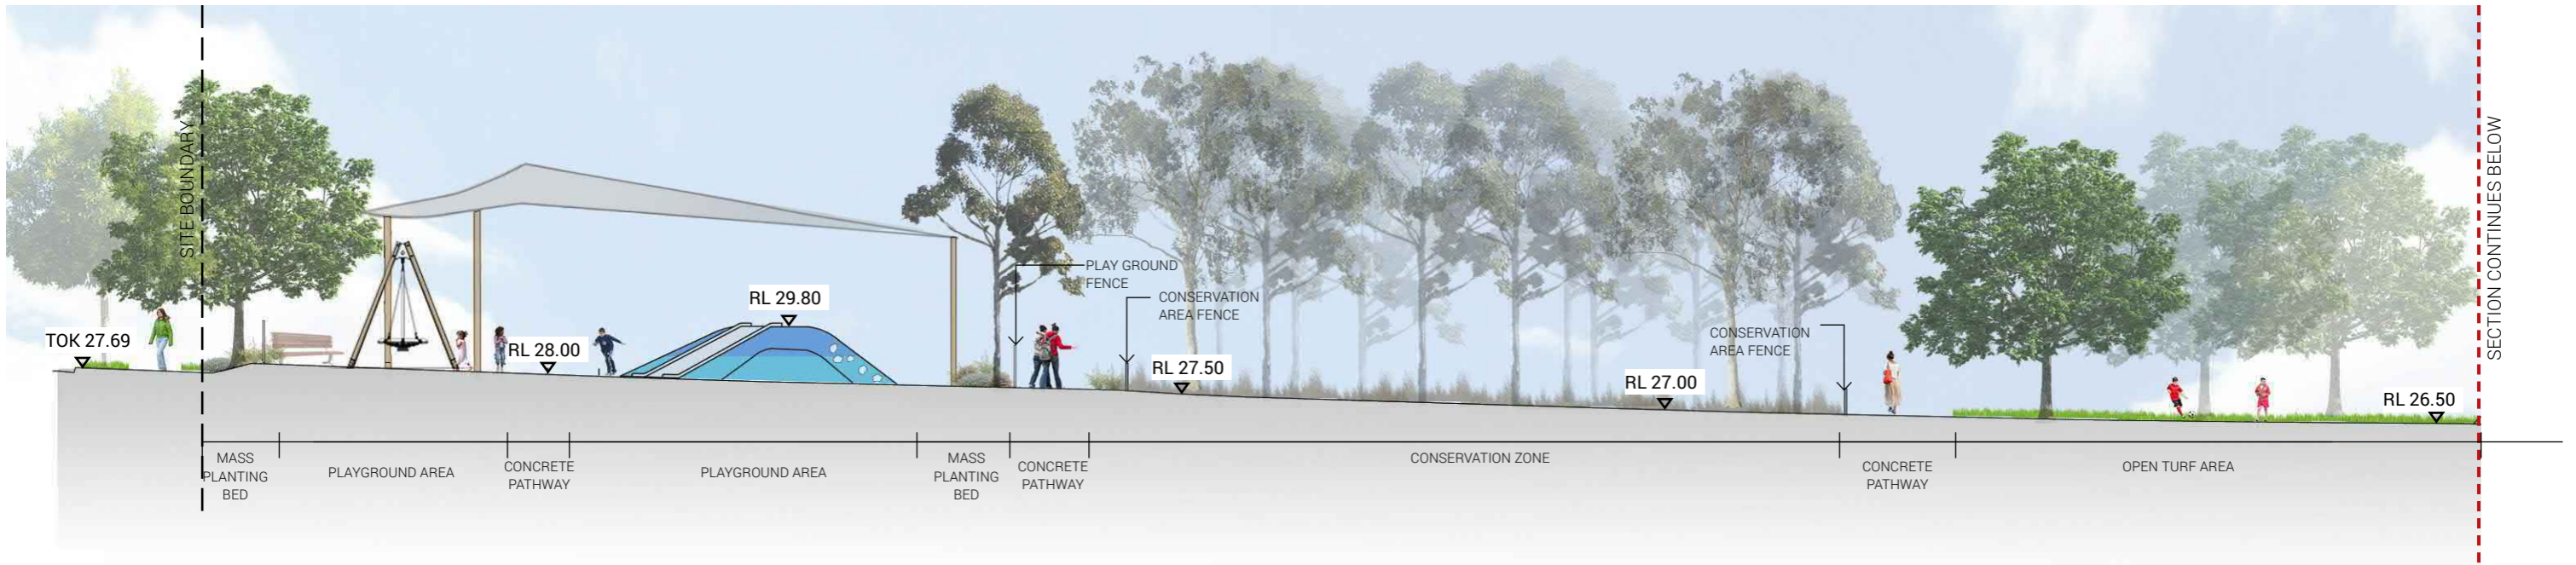 SITE BOUNDARY
SECTION CONTINUES BELOW
PLAY GROUND
FENCE
CONSERVATION
AREA FENCE
CONSERVATION
AREA FENCE
TOK 27.69
RL 28.00
RL 29.80
RL 27.50
RL 27.00
RL 26.50
MASS
PLANTING
BED
PLAYGROUND AREA
CONCRETE
PATHWAY
PLAYGROUND AREA
MASS
PLANTING
BED
CONCRETE
PATHWAY
CONSERVATION ZONE
CONCRETE
PATHWAY
OPEN TURF AREA